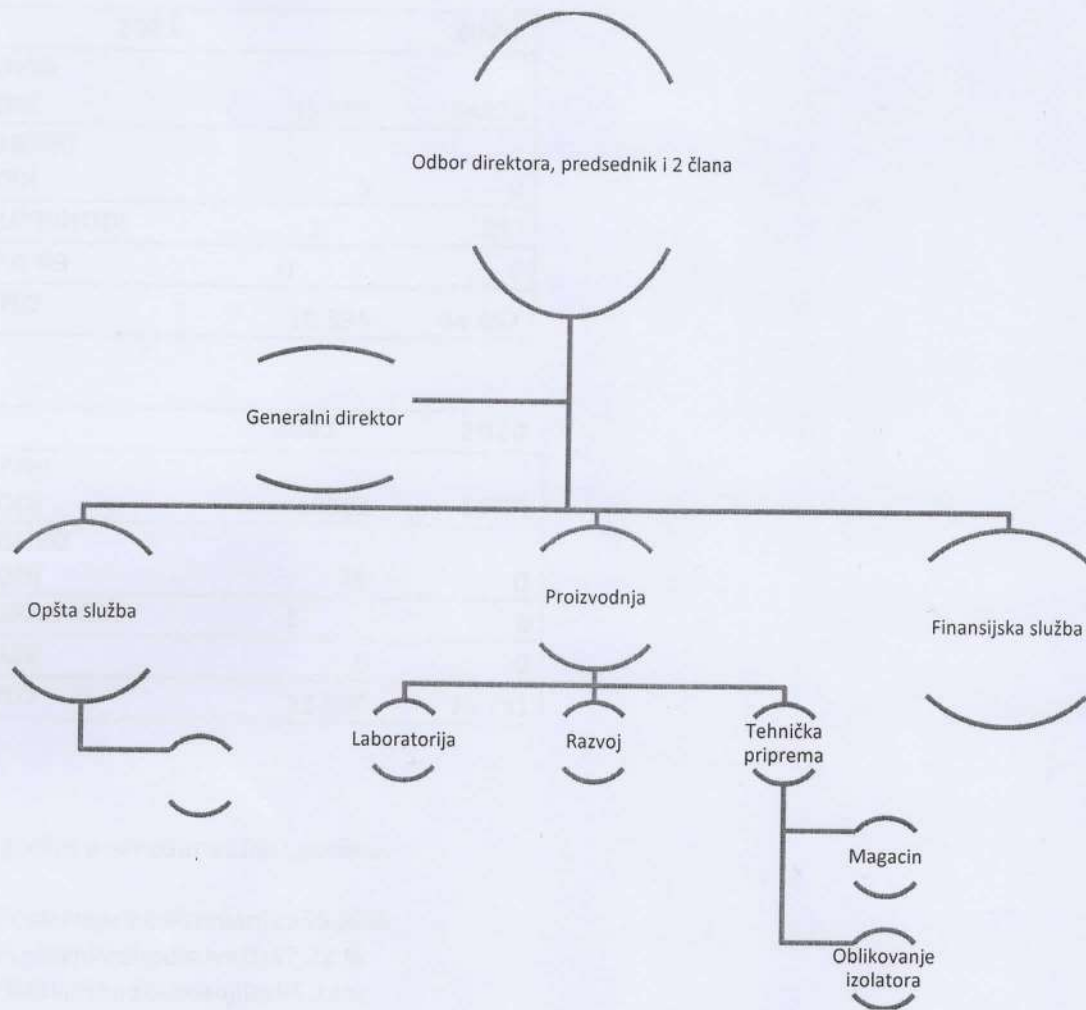 Odbor direktora, predsednik i 2 člana
Generalni direktor
Opšta služba
Proizvodnja
Finansijska služba
Laboratorija
Razvoj
Tehnička
priprema
Magacin
Oblikovanje
izolatora